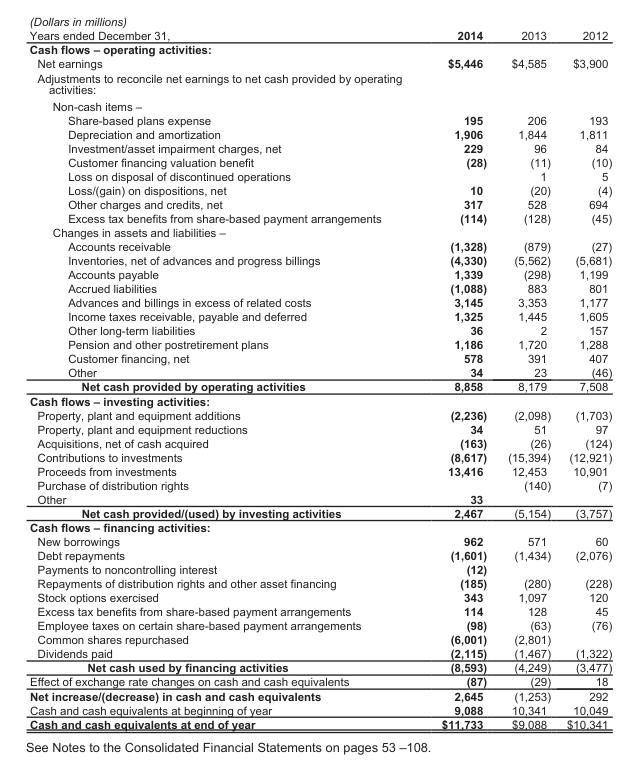 (Dollars in millions)
Years ended December 31, 2014 2013 2012
Cash flows – operating activities:
Net earnings $5,446 $4,585 $3,900
Adjustments to reconcile net earnings to net cash provided by operating
activities:
Non-cash items –
Share-based plans expense 195 206 193
Depreciation and amortization 1,906 1,844 1,811
Investment/asset impairment charges, net 229 96 84
Customer financing valuation benefit (28) (11) (10)
Loss on disposal of discontinued operations 1 5
Loss/(gain) on dispositions, net 10 (20) (4)
Other charges and credits, net 317 528 694
Excess tax benefits from share-based payment arrangements (114) (128) (45)
Changes in assets and liabilities –
Accounts receivable (1,328) (879) (27)
Inventories, net of advances and progress billings (4,330) (5,562) (5,681)
Accounts payable 1,339 (298) 1,199
Accrued liabilities (1,088) 883 801
Advances and billings in excess of related costs 3,145 3,353 1,177
Income taxes receivable, payable and deferred 1,325 1,445 1,605
Other long-term liabilities 36 2 157
Pension and other postretirement plans 1,186 1,720 1,288
Customer financing, net 578 391 407
Other 34 23 (46)
Net cash provided by operating activities 8,858 8,179 7,508
Cash flows – investing activities:
Property, plant and equipment additions (2,236) (2,098) (1,703)
Property, plant and equipment reductions 34 51 97
Acquisitions, net of cash acquired (163) (26) (124)
Contributions to investments (8,617) (15,394) (12,921)
Proceeds from investments 13,416 12,453 10,901
Purchase of distribution rights (140) (7)
Other 33
Net cash provided/(used) by investing activities 2,467 (5,154) (3,757)
Cash flows – financing activities:
New borrowings 962 571 60
Debt repayments (1,601) (1,434) (2,076)
Payments to noncontrolling interest (12)
Repayments of distribution rights and other asset financing (185) (280) (228)
Stock options exercised 343 1,097 120
Excess tax benefits from share-based payment arrangements 114 128 45
Employee taxes on certain share-based payment arrangements (98) (63) (76)
Common shares repurchased (6,001) (2,801)
Dividends paid (2,115) (1,467) (1,322)
Net cash used by financing activities (8,593) (4,249) (3,477)
Effect of exchange rate changes on cash and cash equivalents (87) (29) 18
Net increase/(decrease) in cash and cash equivalents 2,645 (1,253) 292
Cash and cash equivalents at beginning of year 9,088 10,341 10,049
Cash and cash equivalents at end of year $11,733 $9,088 $10,341
See Notes to the Consolidated Financial Statements on pages 53 –108.